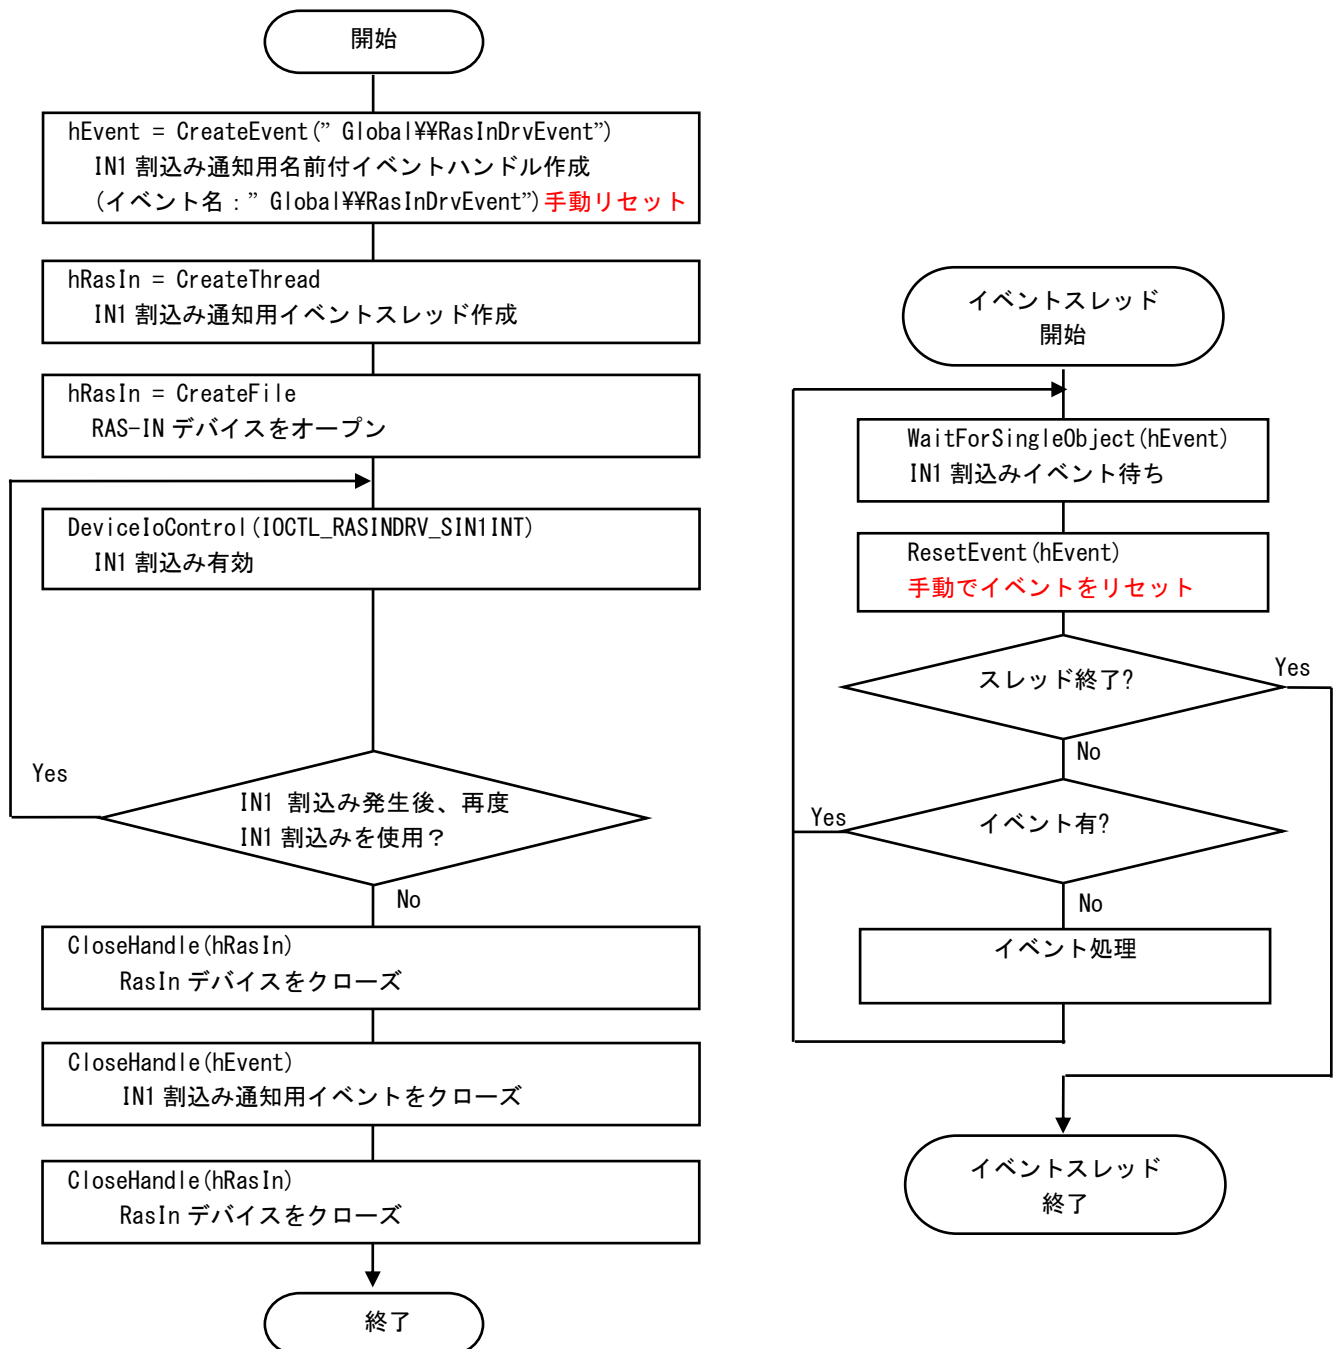 開始
hEvent = CreateEvent(” Global¥¥RasInDrvEvent”)
IN1 割込み通知用名前付イベントハンドル作成
(イベント名：” Global¥¥RasInDrvEvent”)手動リセット
hRasIn = CreateThread
IN1 割込み通知用イベントスレッド作成
hRasIn = CreateFile
RAS-IN デバイスをオープン
DeviceIoControl(IOCTL_RASINDRV_SIN1INT)
IN1 割込み有効
Yes
IN1 割込み発生後、再度
IN1 割込みを使用？
No
CloseHandle(hRasIn)
RasIn デバイスをクローズ
CloseHandle(hEvent)
IN1 割込み通知用イベントをクローズ
CloseHandle(hRasIn)
RasIn デバイスをクローズ
終了
イベントスレッド
開始
WaitForSingleObject(hEvent)
IN1 割込みイベント待ち
ResetEvent(hEvent)
手動でイベントをリセット
スレッド終了?
Yes
No
イベント有?
Yes
No
イベント処理
イベントスレッド
終了